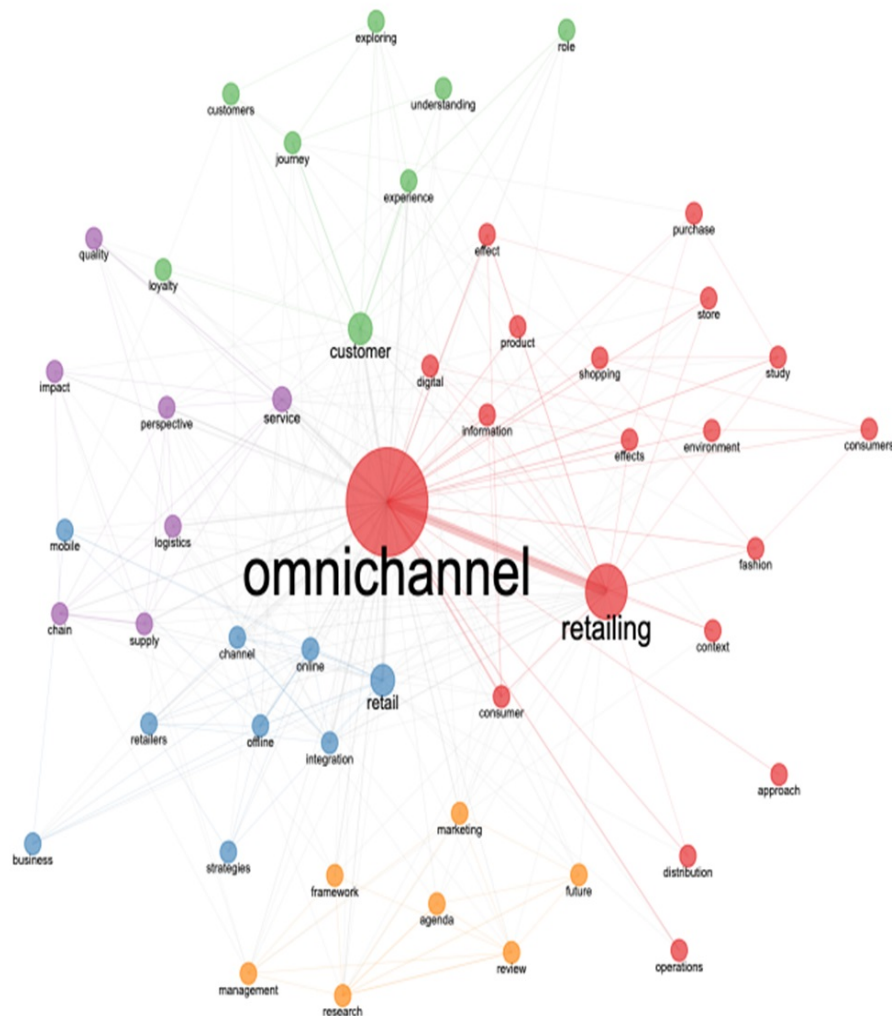 exploring
role
customers
understanding
journey
experience
purchase
quality
effect
loyalty
store
product
customer
shopping
study
digital
impact
perspective
service
information
effects
environment
consumers
mobile
logistics
omnichannel
fashion
chain
supply
retailing
context
channel
online
retail
consumer
retailers
offline
integration
approach
marketing
business
strategies
distribution
framework
future
agenda
review
operations
management
research